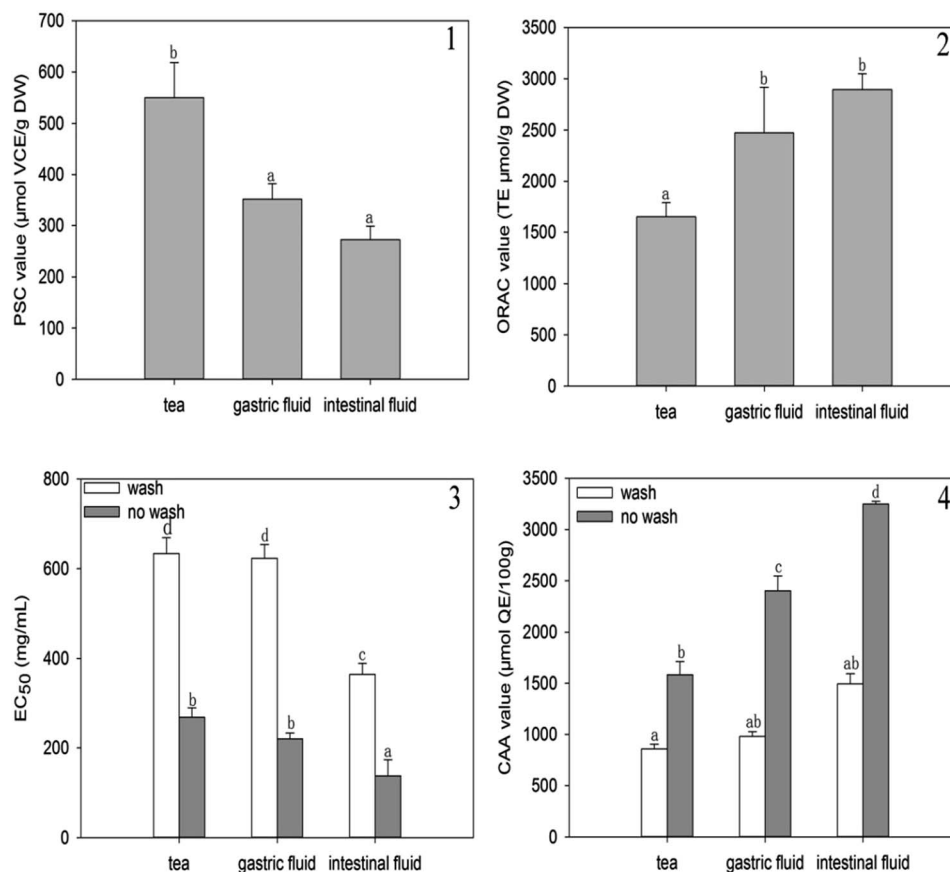 1
PSC value (µmol VCE/g DW)
700
600
500
400
300
200
100
0
b
a
a
tea gastric fluid intestinal fluid
2
ORAC value (TE µmol/g DW)
3500
3000
2500
2000
1500
1000
500
0
a
b
b
tea gastric fluid intestinal fluid
3
EC50 (mg/mL)
800
600
400
200
0
wash
no wash
d
b
d
b
c
a
tea gastric fluid intestinal fluid
4
CAA value (µmol QE/100g)
3500
3000
2500
2000
1500
1000
500
0
wash
no wash
a
b
ab
c
ab
d
tea gastric fluid intestinal fluid